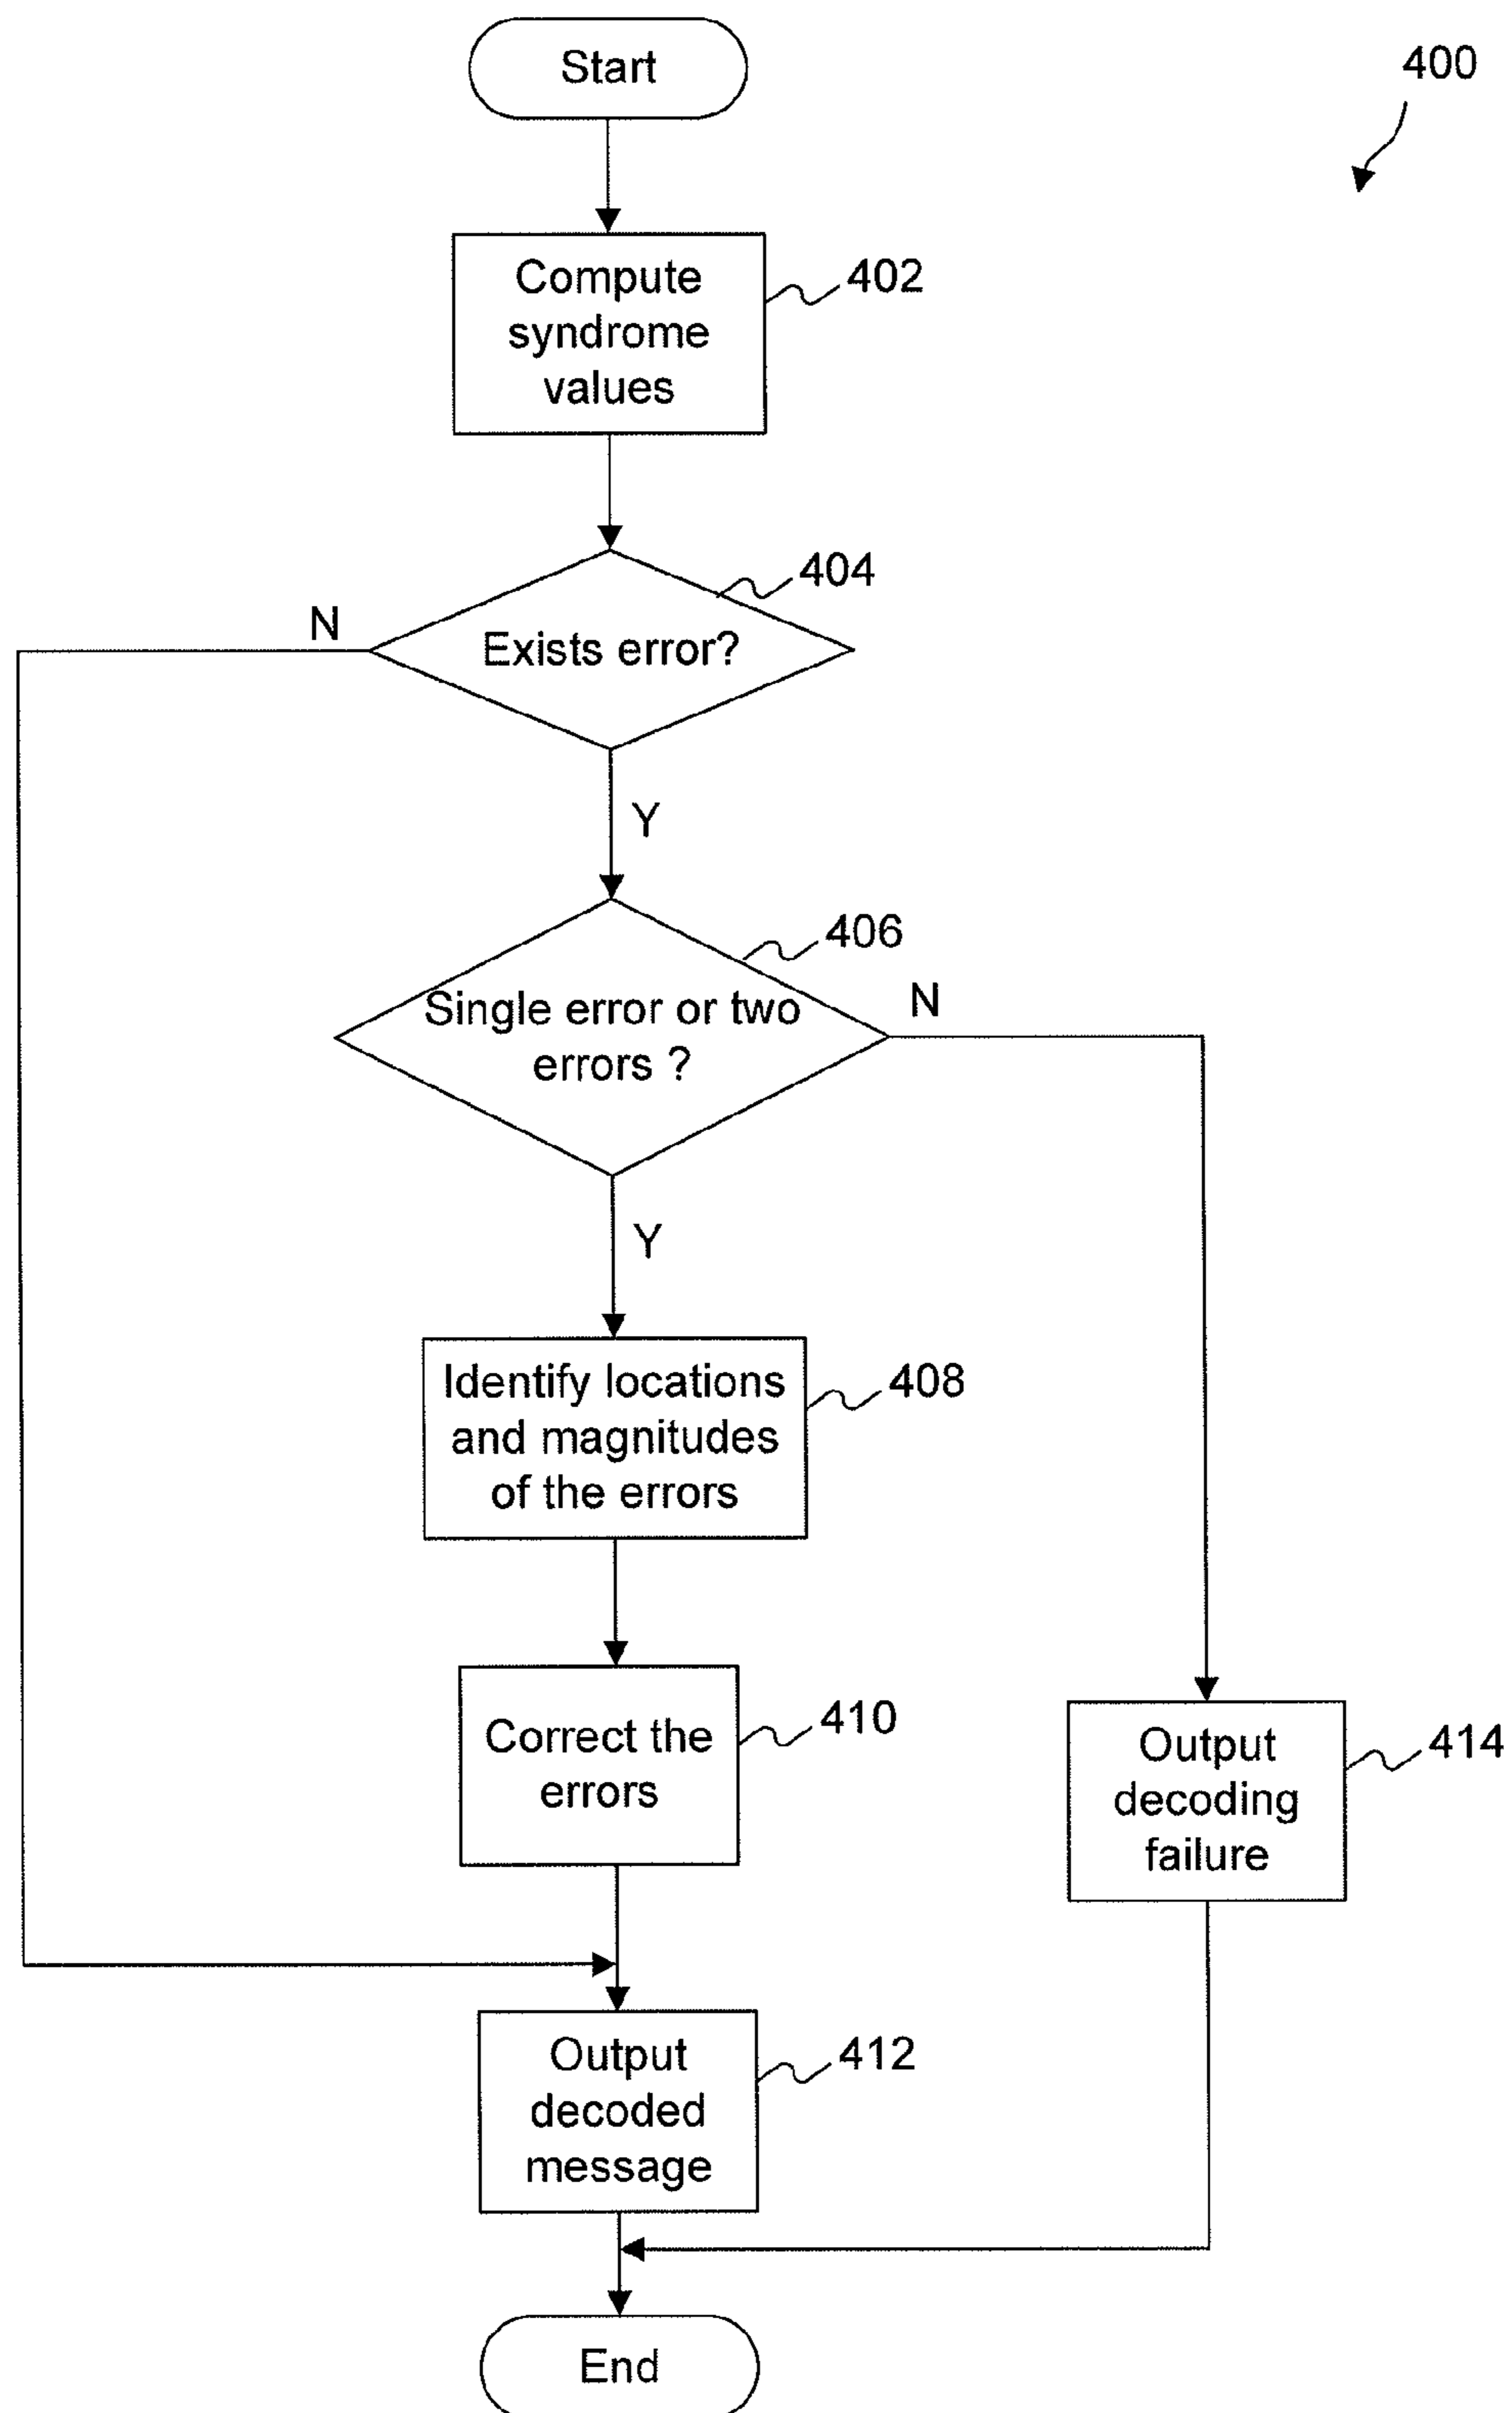 Start
400
Compute
syndrome
values
402
404
N
Exists error?
Y
406
Single error or two
errors ?
N
Y
Identify locations
and magnitudes
of the errors
408
Correct the
errors
410
Output
decoding
failure
414
Output
decoded
message
412
End